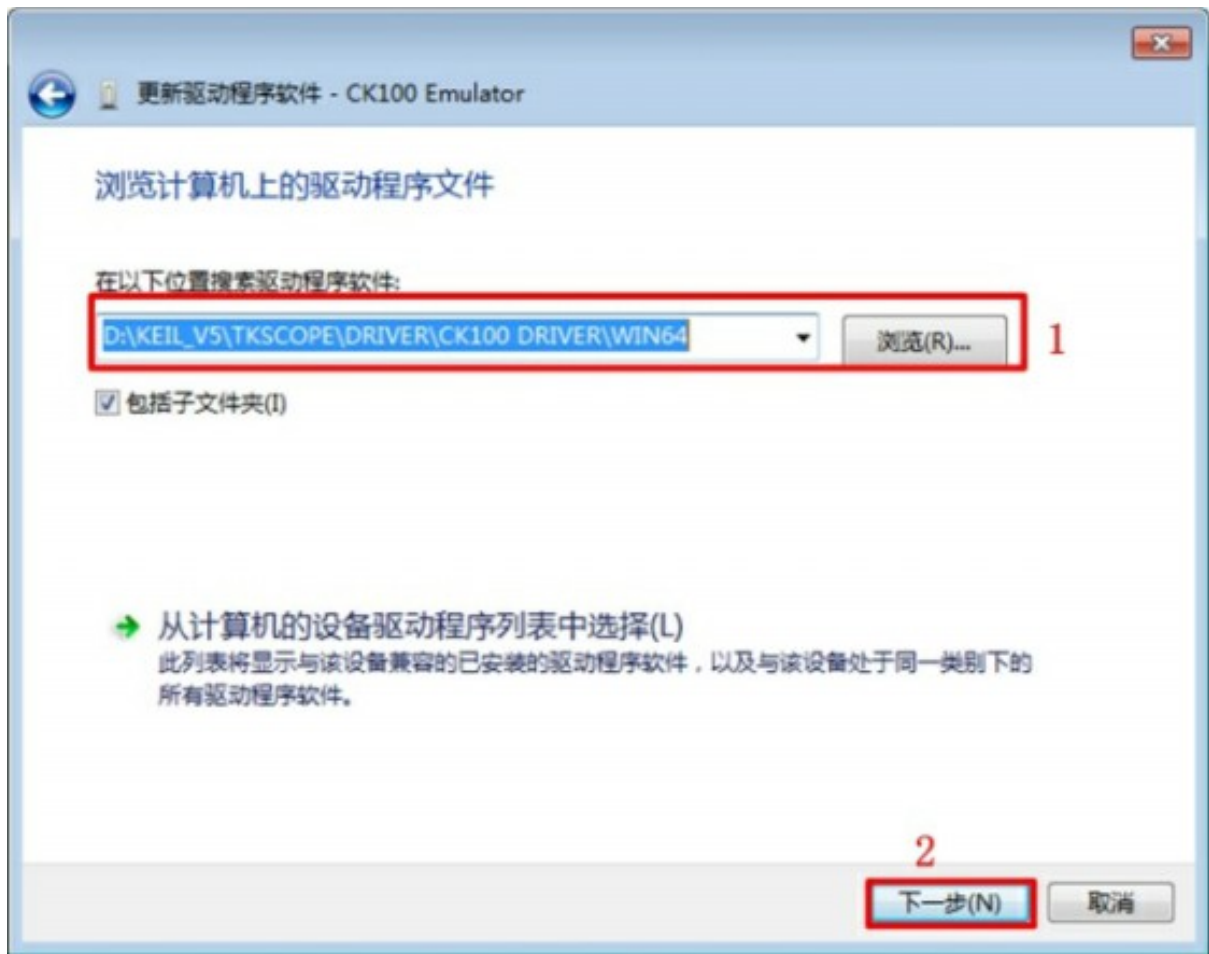 更新驱动程序软件 - CK100 Emulator
浏览计算机上的驱动程序文件
在以下位置搜索驱动程序软件:
D:\KEIL_V5\TKSCOPE\DRIVER\CK100 DRIVER\WIN64
浏览(R)...
1
包括子文件夹(I)
从计算机的设备驱动程序列表中选择(L)
此列表将显示与该设备兼容的已安装的驱动程序软件，以及与该设备处于同一类别下的
所有驱动程序软件。
2
下一步(N)
取消